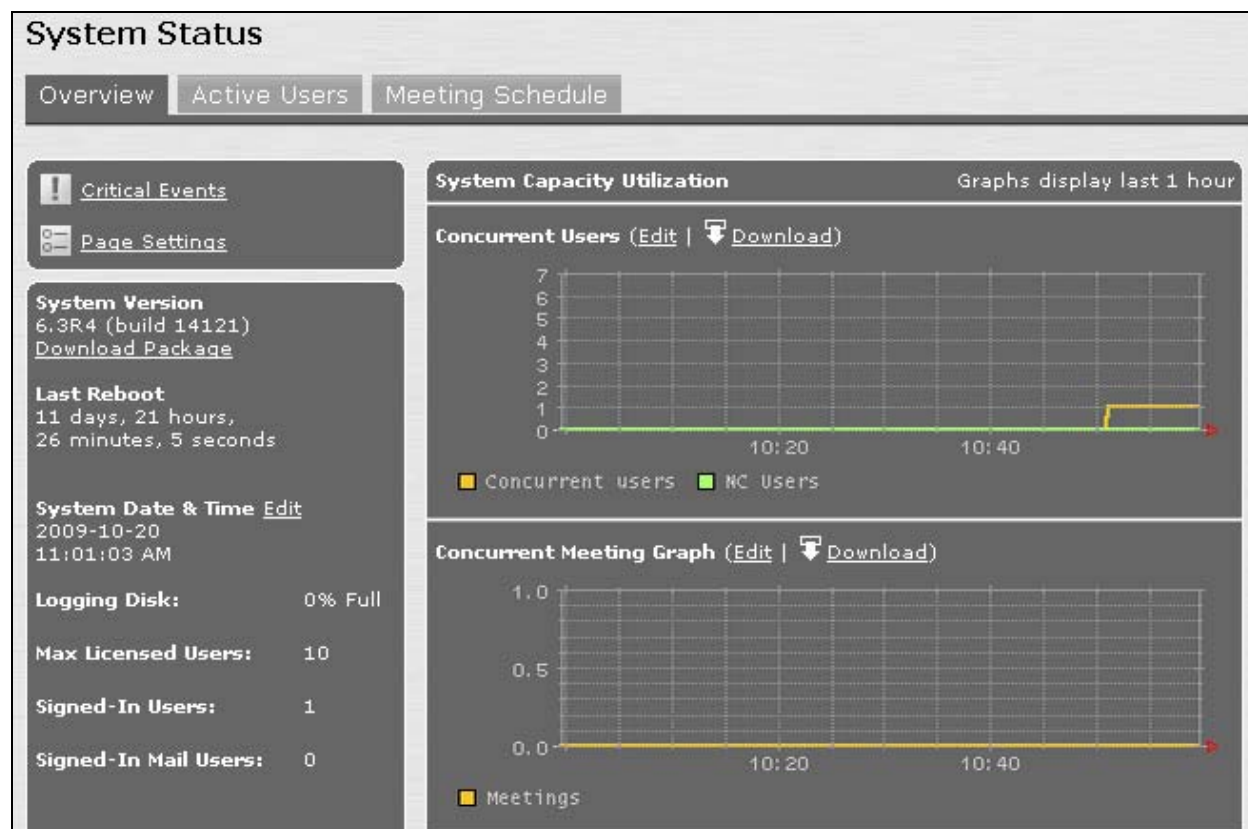 System Status
Overview
Active Users
Meeting Schedule
Critical Events
Page Settings
System Version
6.3R4 (build 14121)
Download Package
Last Reboot
11 days, 21 hours,
26 minutes, 5 seconds
System Date & Time Edit
2009-10-20
11:01:03 AM
Logging Disk: 0% Full
Max Licensed Users: 10
Signed-In Users: 1
Signed-In Mail Users: 0
System Capacity Utilization
Graphs display last 1 hour
Concurrent Users (Edit | Download)
7
6
5
4
3
2
1
0
10:20 10:40
Concurrent users NC Users
Concurrent Meeting Graph (Edit | Download)
1.0
0.5
0.0
10:20 10:40
Meetings